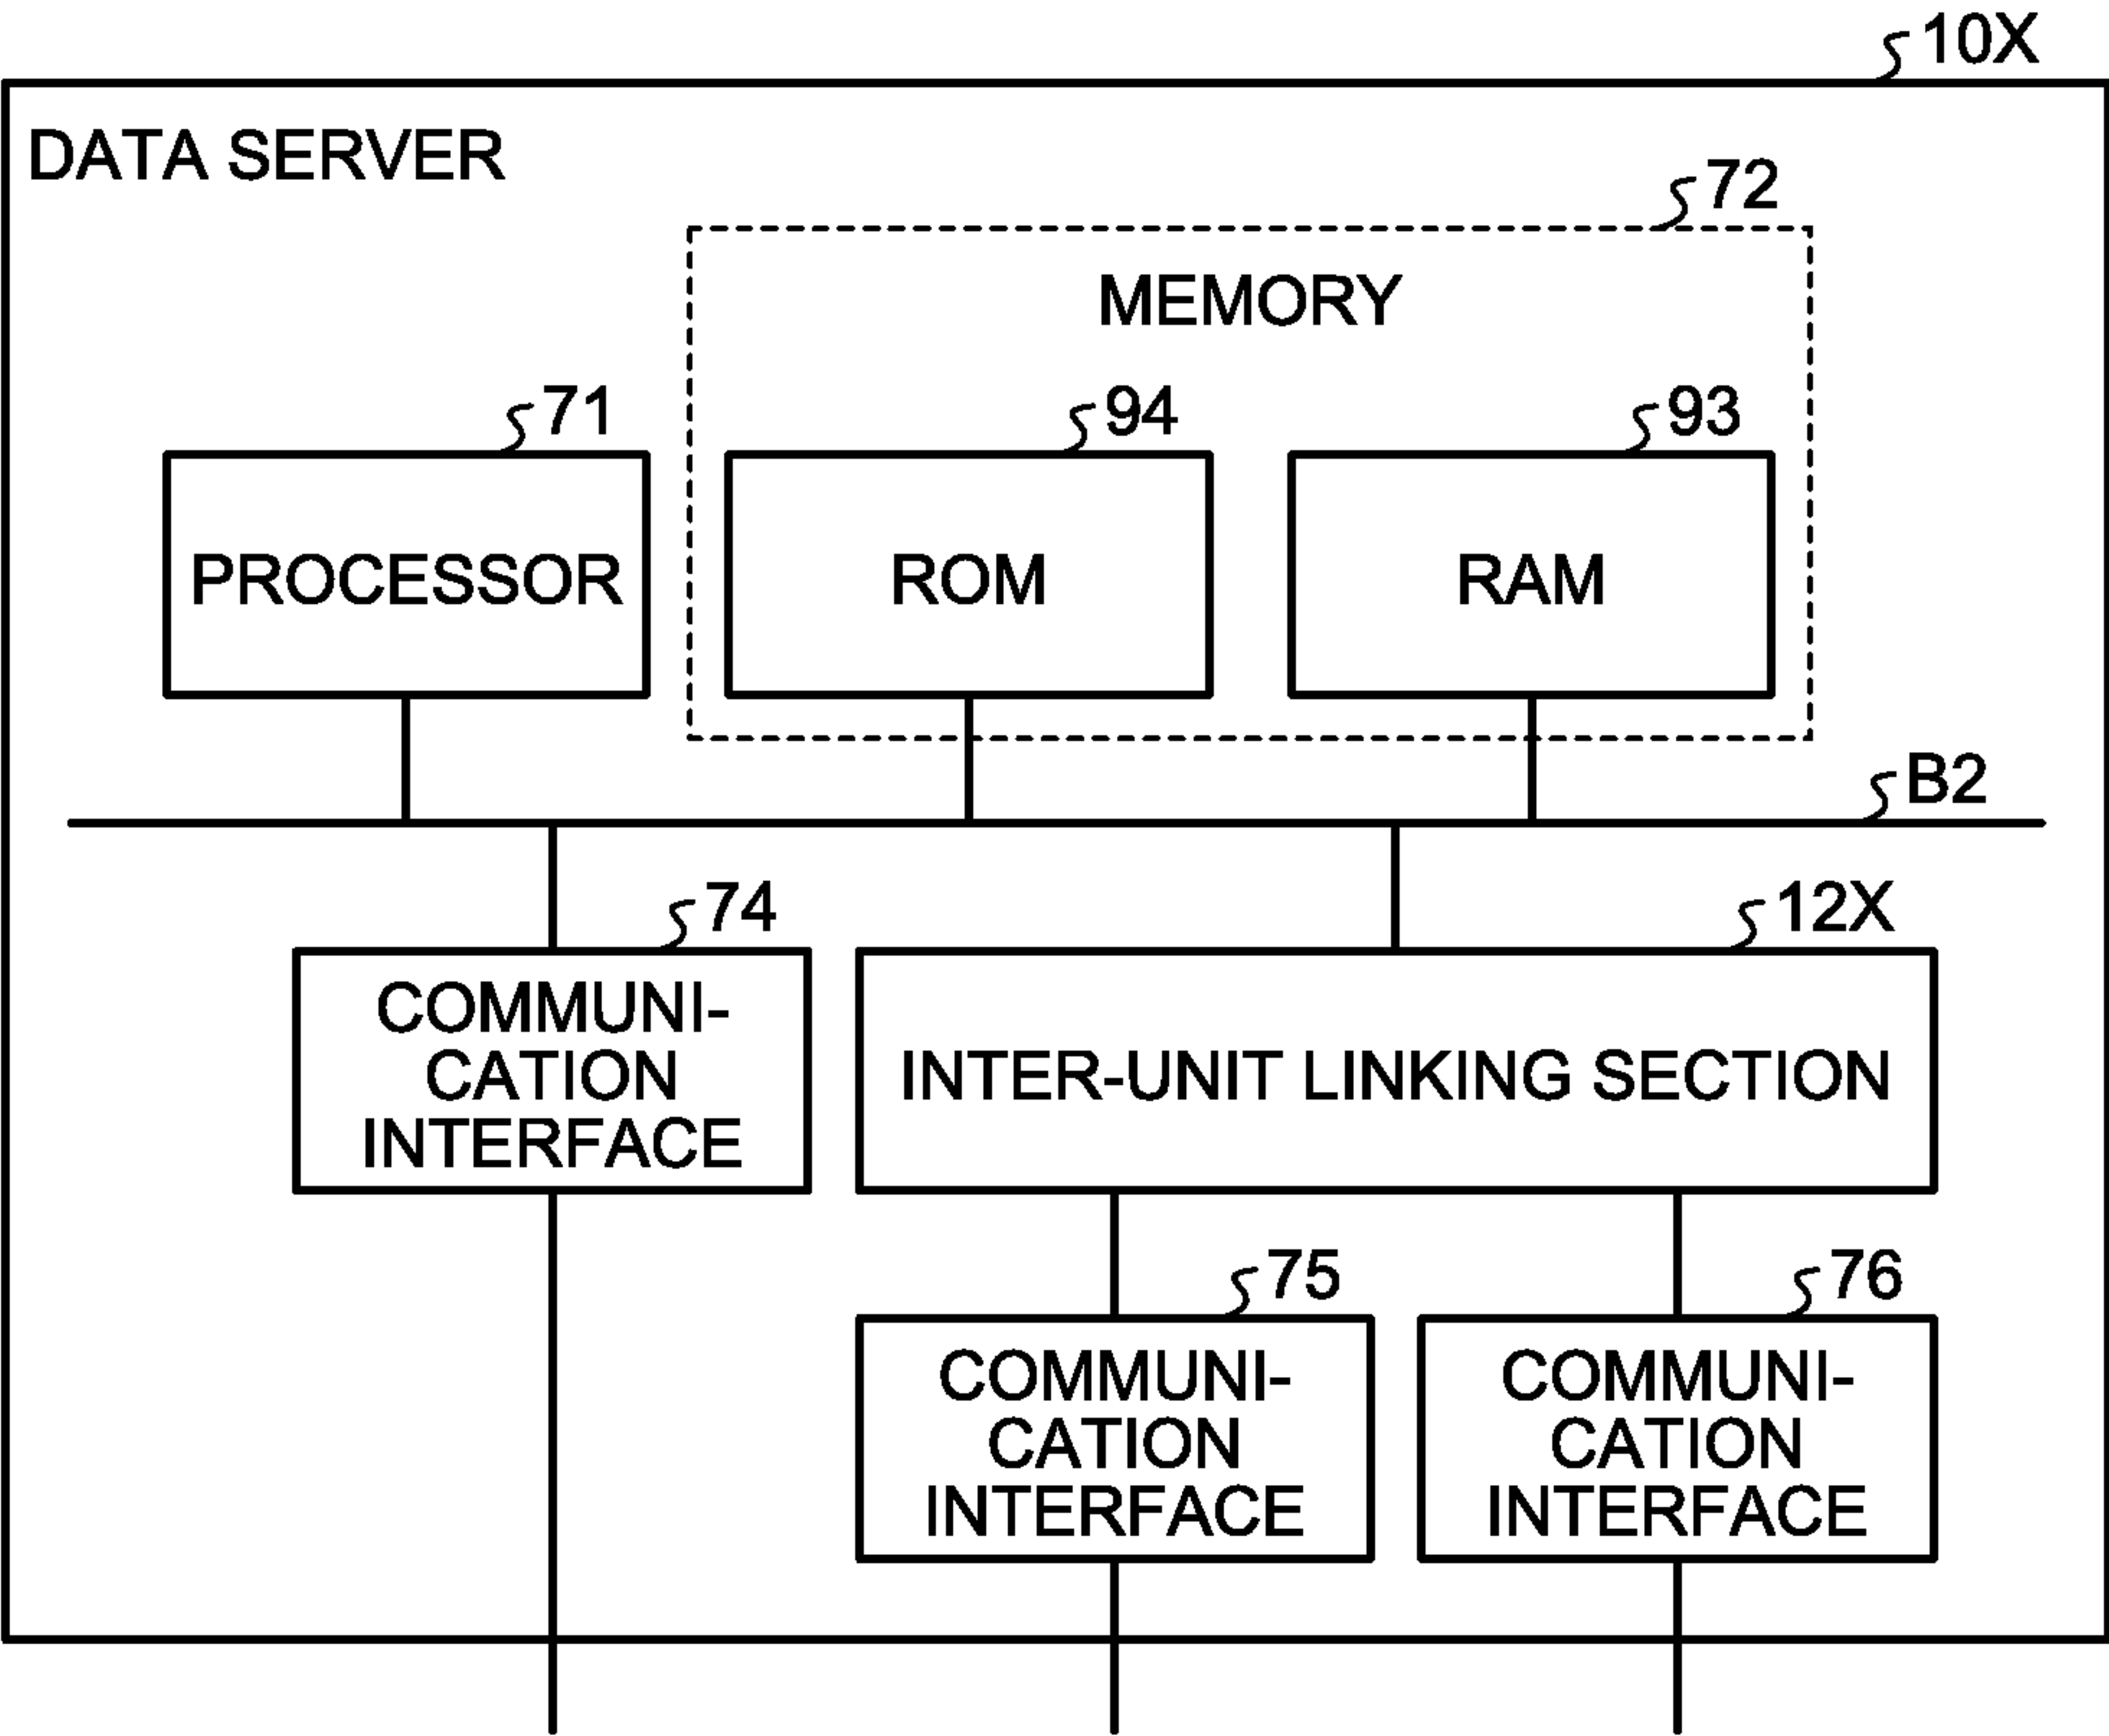 10X
DATA SERVER
72
MEMORY
71
94
93
PROCESSOR
ROM
RAM
B2
74
12X
COMMUNI-
CATION
INTERFACE
INTER-UNIT LINKING SECTION
75
76
COMMUNI-
CATION
INTERFACE
COMMUNI-
CATION
INTERFACE